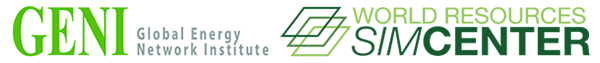 GENI
Global Energy
Network Institute
WORLD RESOURCES
SIMCENTER